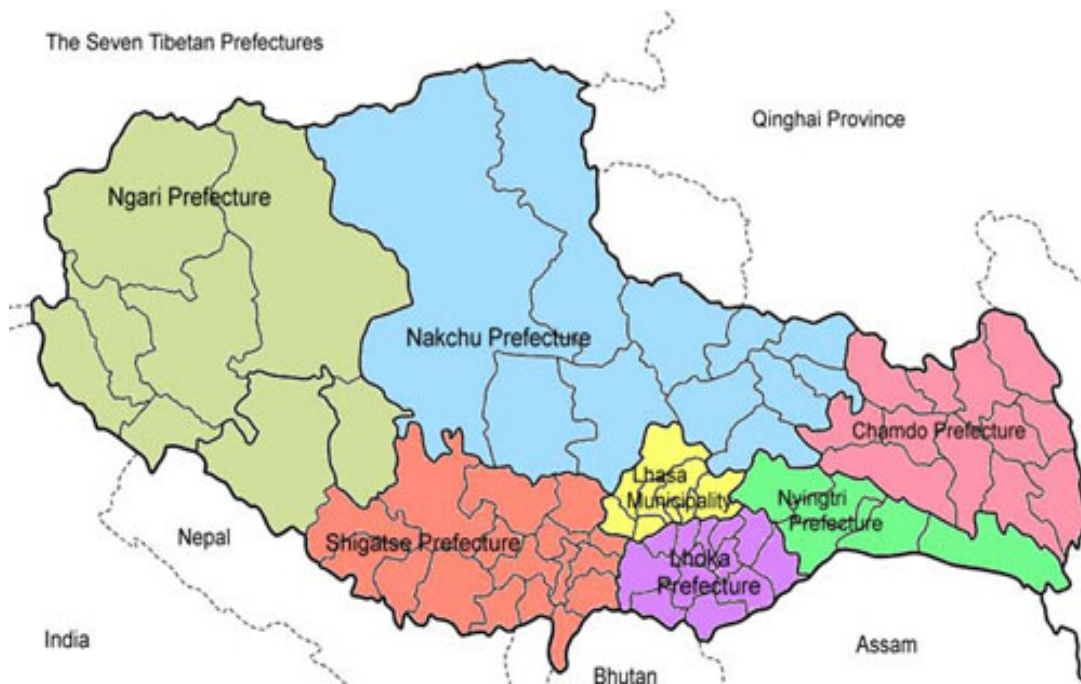 The Seven Tibetan Prefectures
Qinghai Province
Ngari Prefecture
Nakchu Prefecture
Chamdo Prefecture
Lhasa
Municipality
Nyingtri
Prefecture
Nepal
Shigatse Prefecture
Lhoka
Prefecture
India
Assam
Bhutan